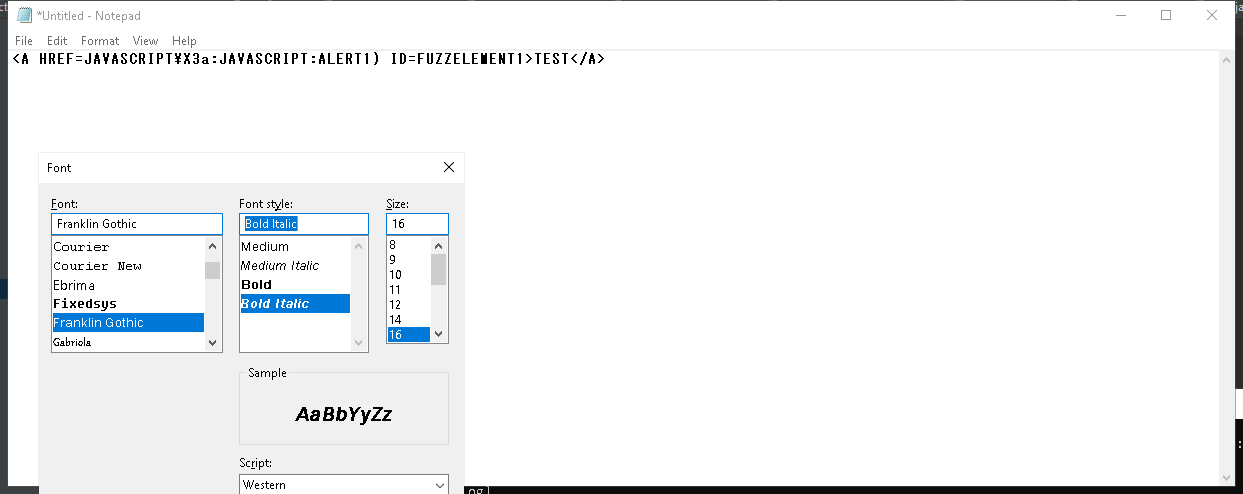 *Untitled - Notepad
File Edit Format View Help
<A HREF=JAVASCRIPT¥X3a:JAVASCRIPT:ALERT1) ID=FUZZELEMENT1>TEST</A>
Font
Font: Font style: Size:
Franklin Gothic Bold Italic 16
Courier Medium 8
Courier New Medium Italic 9
Ebrima Bold 10
Fixedsys Bold Italic 11
Franklin Gothic 12
Gabriola 14
16
Sample
AaBbYyZz
Script:
Western